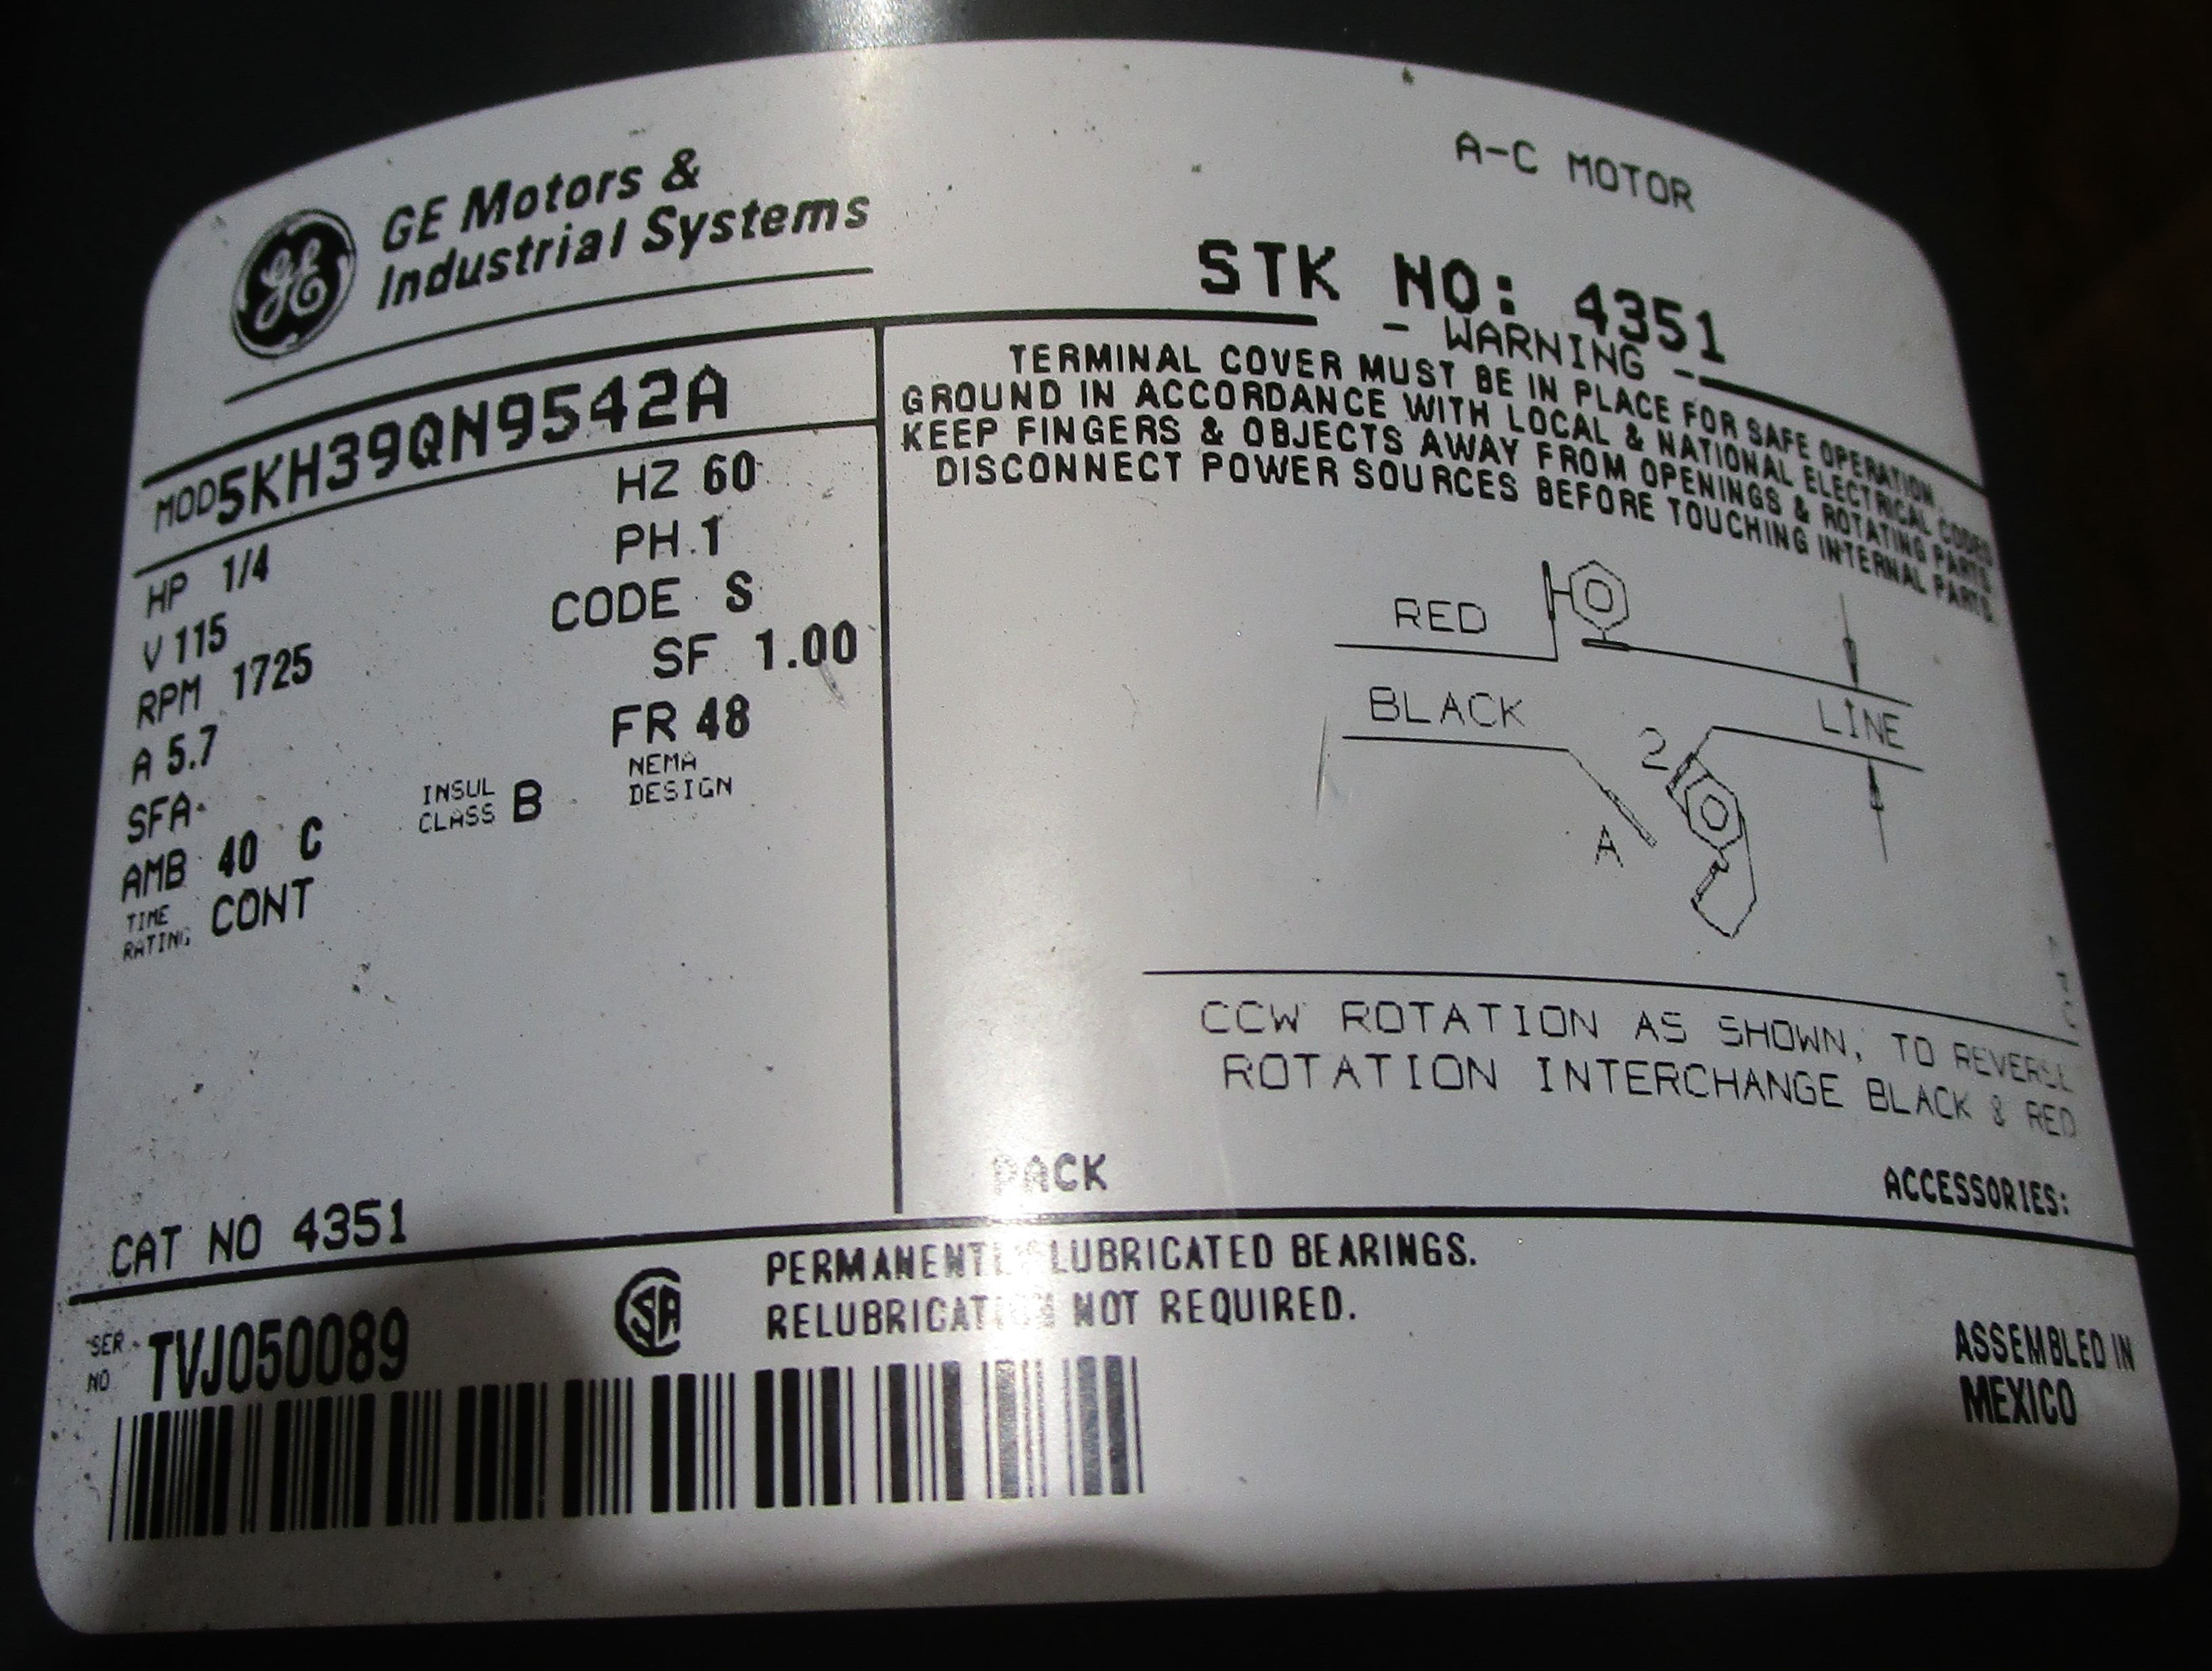 GE Motors &
Industrial Systems
A-C MOTOR
STK NO: 4351
MOD 5KH39QN9542A
HP 1/4
HZ 60
V 115
PH 1
RPM 1725
CODE S
A 5.7
SF 1.00
SFA
FR 48
AMB 40 C
INSUL
CLASS B
NEMA
DESIGN
TIME
RATING CONT
CAT NO 4351
- WARNING -
TERMINAL COVER MUST BE IN PLACE FOR SAFE OPERATION.
GROUND IN ACCORDANCE WITH LOCAL & NATIONAL ELECTRICAL CODES
KEEP FINGERS & OBJECTS AWAY FROM OPENINGS & ROTATING PARTS.
DISCONNECT POWER SOURCES BEFORE TOUCHING INTERNAL PARTS.
RED
BLACK
LINE
2
A
CCW ROTATION AS SHOWN, TO REVERSE
ROTATION INTERCHANGE BLACK & RED
PACK
ACCESSORIES:
SER
NO TVJ050089
SA
PERMANENTLY LUBRICATED BEARINGS.
RELUBRICATION NOT REQUIRED.
ASSEMBLED IN
MEXICO